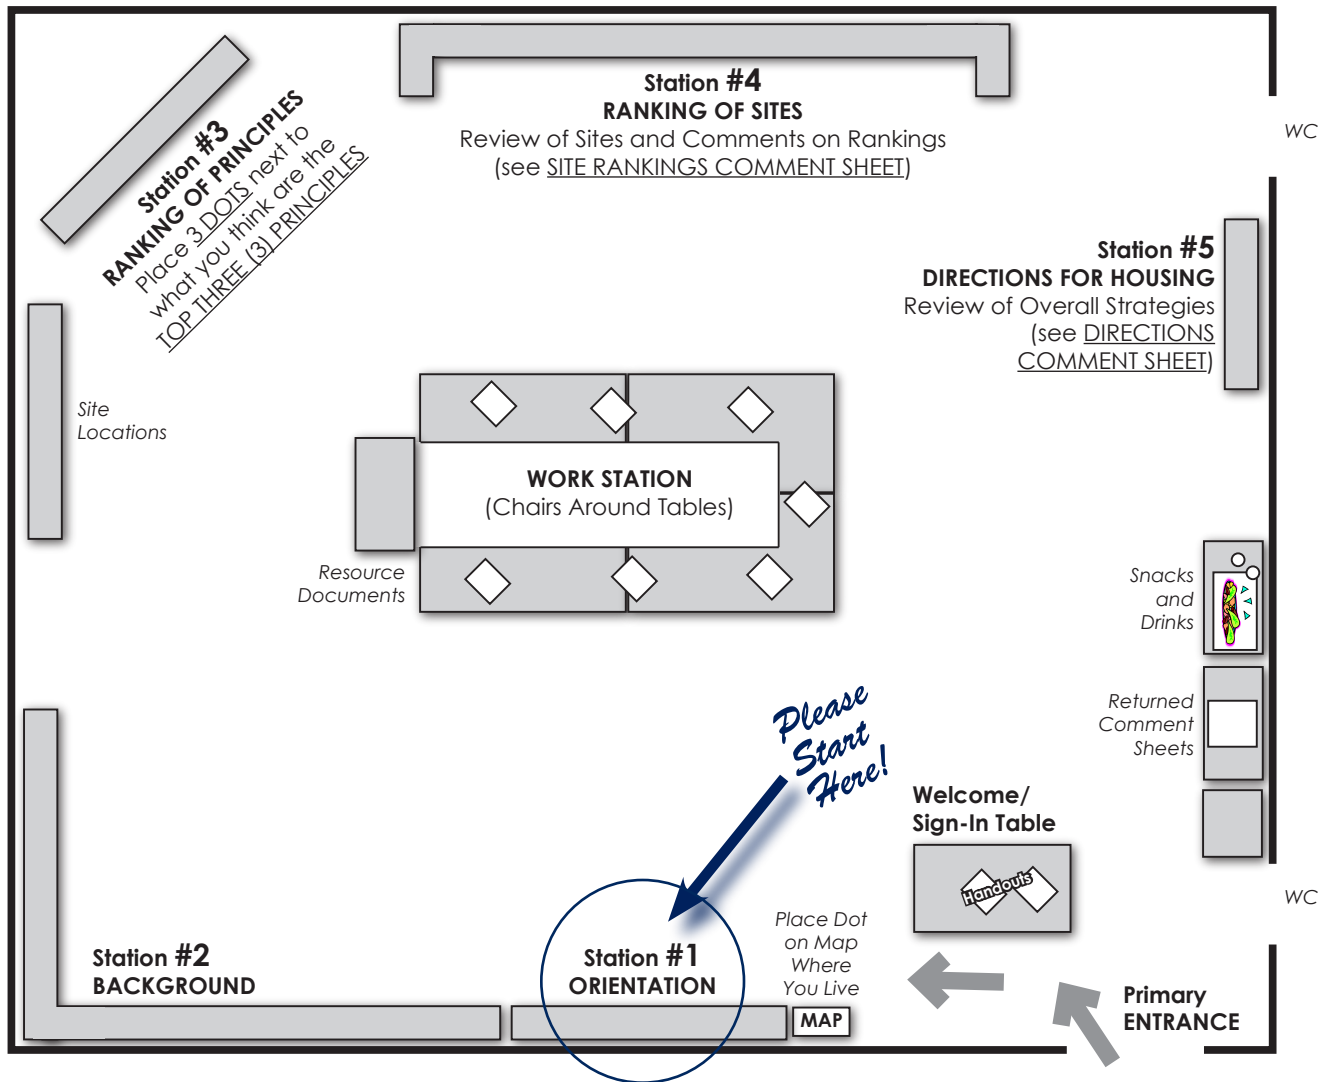 Station #4
RANKING OF SITES
Review of Sites and Comments on Rankings
(see SITE RANKINGS COMMENT SHEET)
WC
Station #3
RANKING OF PRINCIPLES
Place 3 DOTS next to
what you think are the
TOP THREE (3) PRINCIPLES
Station #5
DIRECTIONS FOR HOUSING
Review of Overall Strategies
(see DIRECTIONS
COMMENT SHEET)
Site
Locations
WORK STATION
(Chairs Around Tables)
Resource
Documents
Snacks
and
Drinks
Returned
Comment
Sheets
Please
Start
Here!
Welcome/
Sign-In Table
Handouts
WC
Place Dot
on Map
Where
You Live
Station #2
BACKGROUND
Station #1
ORIENTATION
MAP
Primary
ENTRANCE